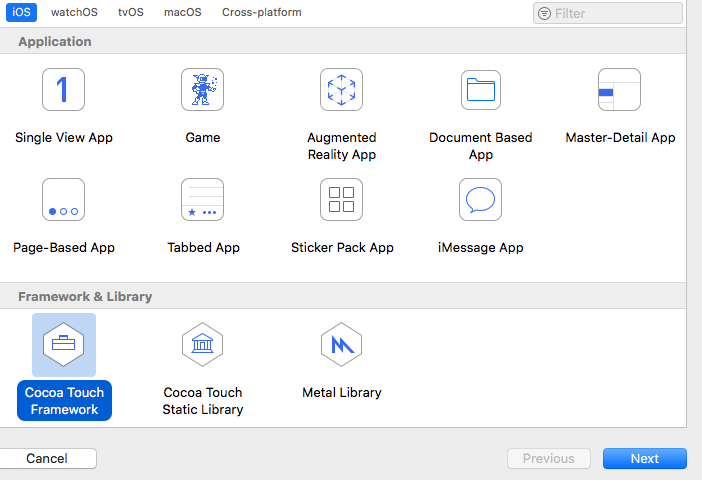 iOS watchOS tvOS macOS Cross-platform Filter
Application
1
Single View App Game Augmented Document Based Master-Detail App
Reality App App
Page-Based App Tabbed App Sticker Pack App iMessage App
Framework & Library
Cocoa Touch Cocoa Touch Metal Library
Framework Static Library
Cancel Previous Next